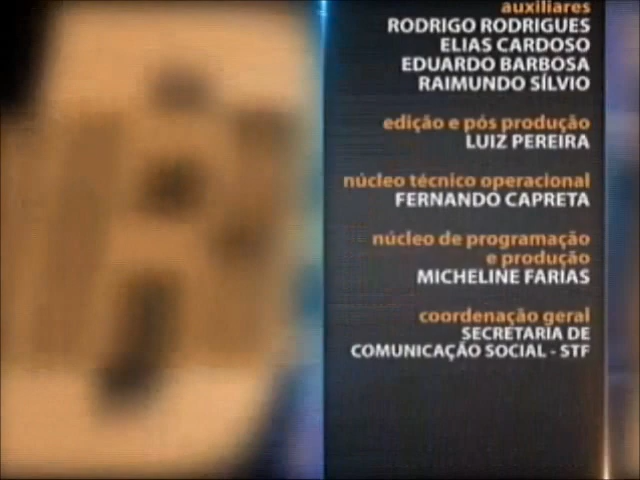 auxiliares
RODRIGO RODRIGUES
ELIAS CARDOSO
EDUARDO BARBOSA
RAIMUNDO SÍLVIO
edição e pós produção
LUIZ PEREIRA
núcleo técnico operacional
FERNANDO CAPRETA
núcleo de programação
e produção
MICHELINE FARIAS
coordenação geral
SECRETARIA DE
COMUNICAÇÃO SOCIAL - STF